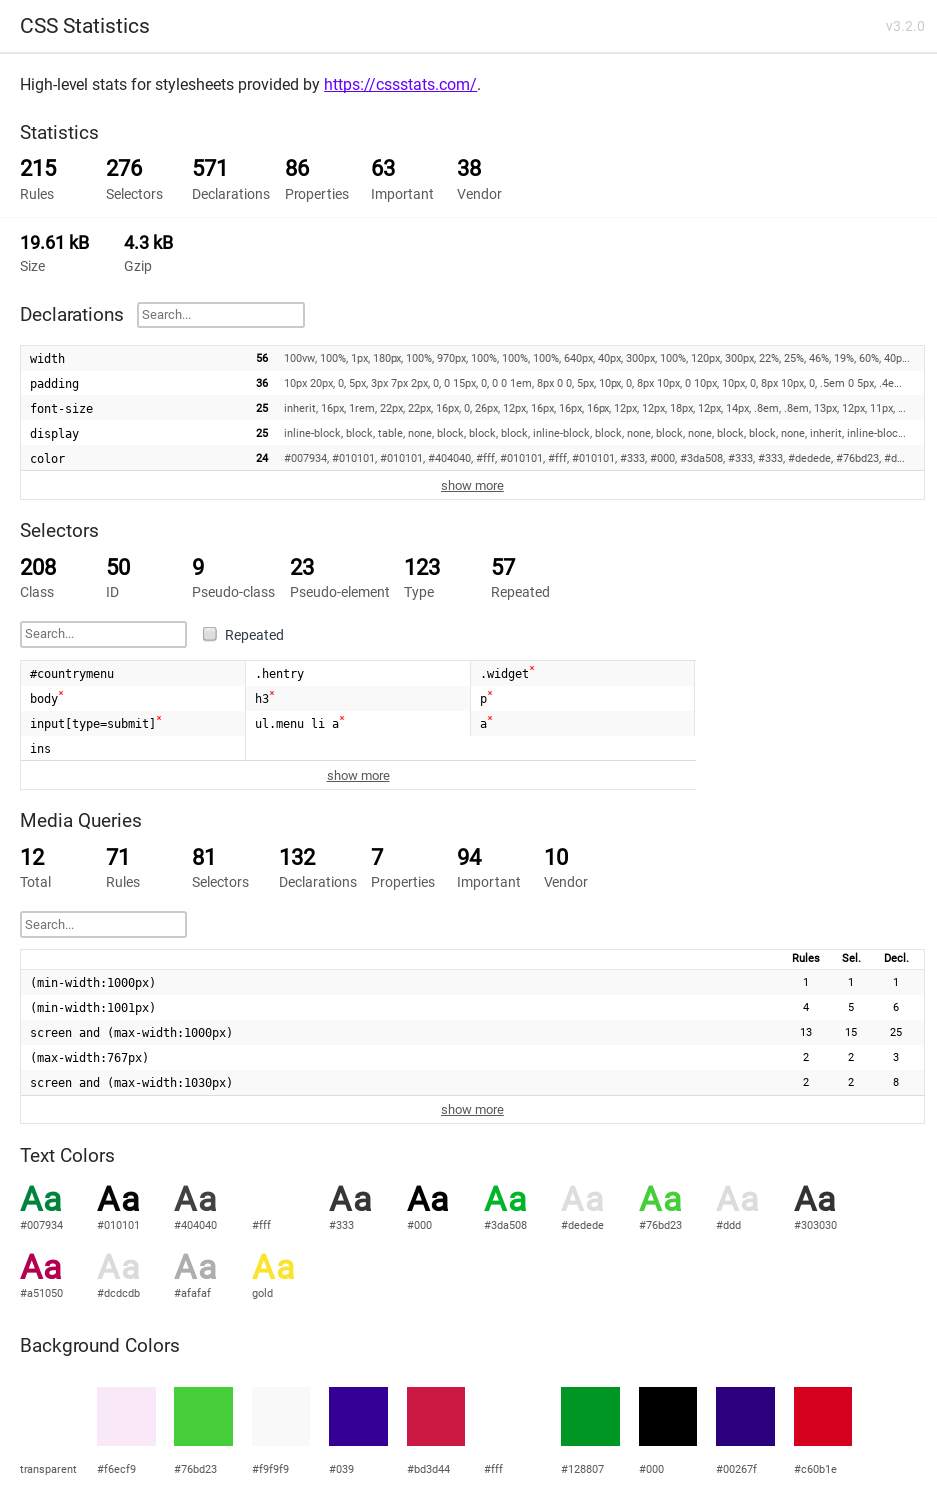 CSS Statistics v3.2.0
High-level stats for stylesheets provided by https://cssstats.com/.
Statistics
215 276 571 86 63 38
Rules Selectors Declarations Properties Important Vendor
19.61 kB 4.3 kB
Size Gzip
Declarations Search...
width 56 100vw, 100%, 1px, 180px, 100%, 970px, 100%, 100%, 100%, 640px, 40px, 300px, 100%, 120px, 300px, 22%, 25%, 46%, 19%, 60%, 40p...
padding 36 10px 20px, 0, 5px, 3px 7px 2px, 0, 0 15px, 0, 0 0 1em, 8px 0 0, 5px, 10px, 0, 8px 10px, 0 10px, 10px, 0, 8px 10px, 0, .5em 0 5px, .4e...
font-size 25 inherit, 16px, 1rem, 22px, 22px, 16px, 0, 26px, 12px, 16px, 16px, 16px, 12px, 12px, 18px, 12px, 14px, .8em, .8em, 13px, 12px, 11px, ...
display 25 inline-block, block, table, none, block, block, block, inline-block, block, none, block, none, block, block, none, inherit, inline-bloc...
color 24 #007934, #010101, #010101, #404040, #fff, #010101, #fff, #010101, #333, #000, #3da508, #333, #333, #dedede, #76bd23, #d...
show more
Selectors
208 50 9 23 123 57
Class ID Pseudo-class Pseudo-element Type Repeated
Search... Repeated
#countrymenu .hentry .widget×
body× h3× p×
input[type=submit]× ul.menu li a× a×
ins
show more
Media Queries
12 71 81 132 7 94 10
Total Rules Selectors Declarations Properties Important Vendor
Search...
Rules Sel. Decl.
(min-width:1000px) 1 1 1
(min-width:1001px) 4 5 6
screen and (max-width:1000px) 13 15 25
(max-width:767px) 2 2 3
screen and (max-width:1030px) 2 2 8
show more
Text Colors
Aa Aa Aa Aa Aa Aa Aa Aa Aa Aa
#007934 #010101 #404040 #fff #333 #000 #3da508 #dedede #76bd23 #ddd #303030
Aa Aa Aa Aa
#a51050 #dcdcdb #afafaf gold
Background Colors
transparent #f6ecf9 #76bd23 #f9f9f9 #039 #bd3d44 #fff #128807 #000 #00267f #c60b1e